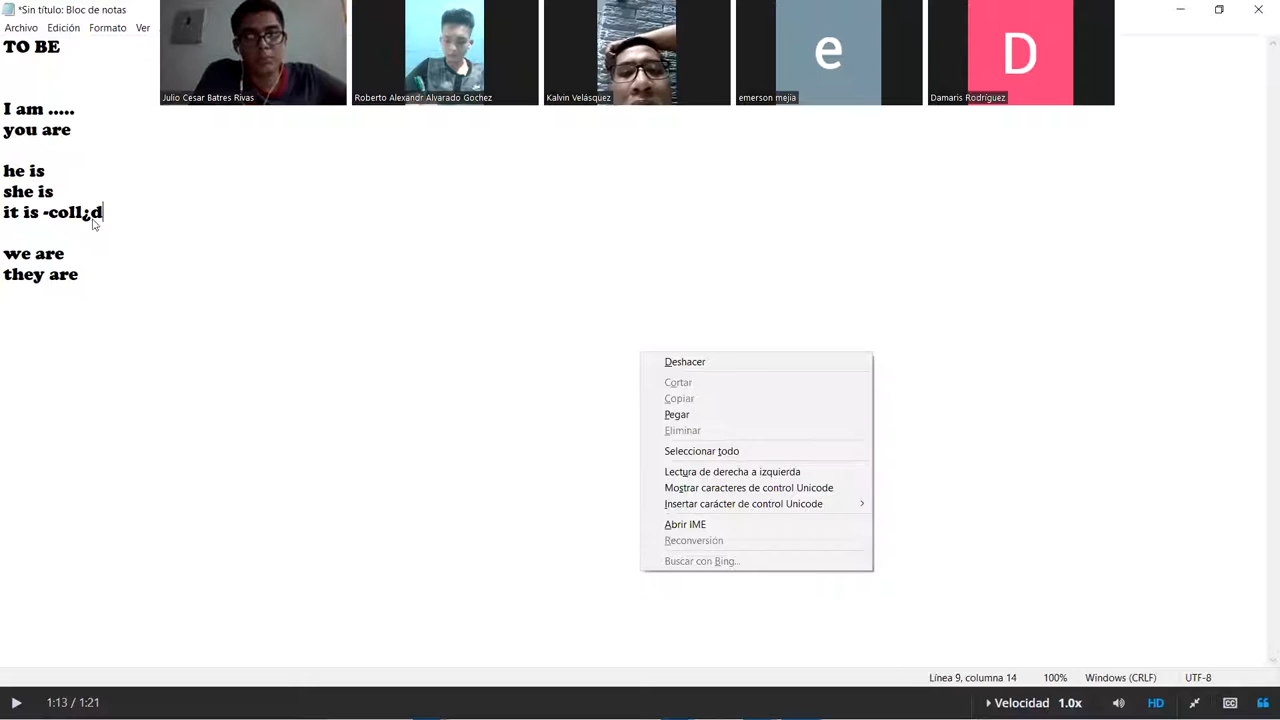 *Sin título: Bloc de notas
Archivo Edición Formato Ver
TO BE
I am .....
you are
he is
she is
it is -coll¿d
we are
they are
Julio Cesar Batres Rivas
Roberto Alexandr Alvarado Gochez
Kalvin Velásquez
e
emerson mejia
D
Damaris Rodríguez
Deshacer
Cortar
Copiar
Pegar
Eliminar
Seleccionar todo
Lectura de derecha a izquierda
Mostrar caracteres de control Unicode
Insertar carácter de control Unicode
Abrir IME
Reconversión
Buscar con Bing...
Línea 9, columna 14 100% Windows (CRLF) UTF-8
1:13 / 1:21 Velocidad 1.0x HD CC